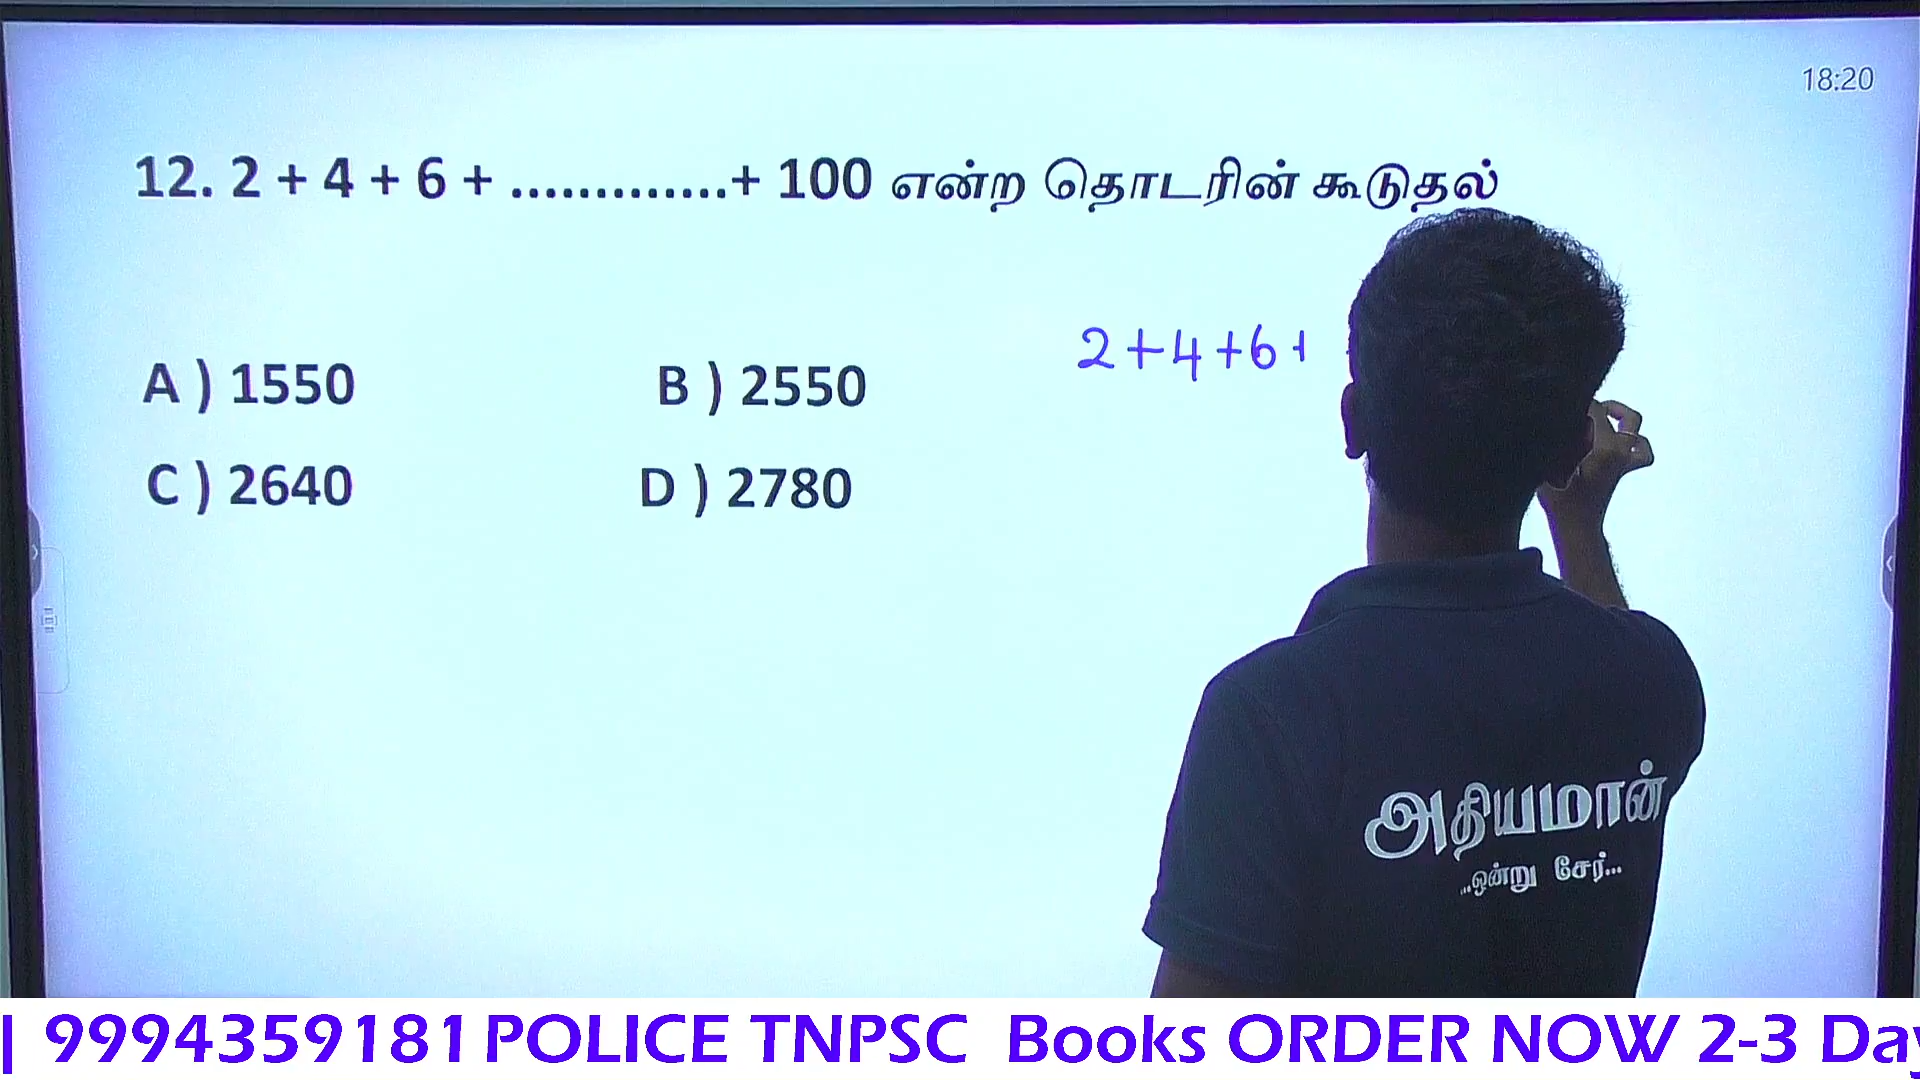 18:20
12. 2 + 4 + 6 + .............+ 100 என்ற தொடரின் கூடுதல்
2+4+6+
A ) 1550 B ) 2550
C ) 2640 D ) 2780
அதியமான்
...ஒன்று சேர்...
| 9994359181 POLICE TNPSC Books ORDER NOW 2-3